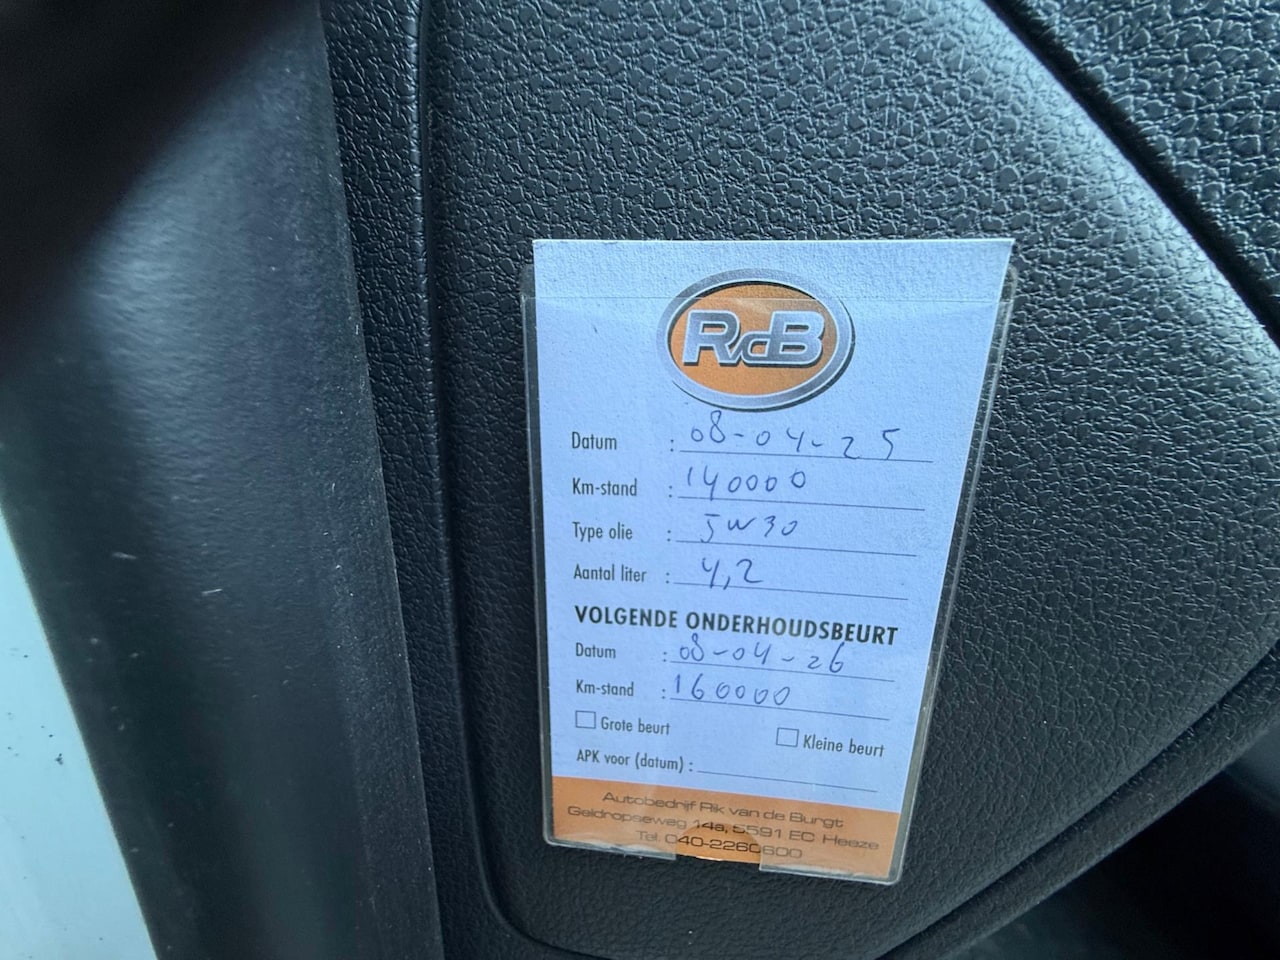 RvdB
Datum : 08-04-25
Km-stand : 140000
Type olie : 5W30
Aantal liter : 4,2
VOLGENDE ONDERHOUDSBEURT
Datum : 08-04-26
Km-stand : 160000
Grote beurt Kleine beurt
APK voor (datum) :
Autobedrijf Rik van de Burgt
Geldropseweg 14a, 5591 EC Heeze
Tel. 040-2260600